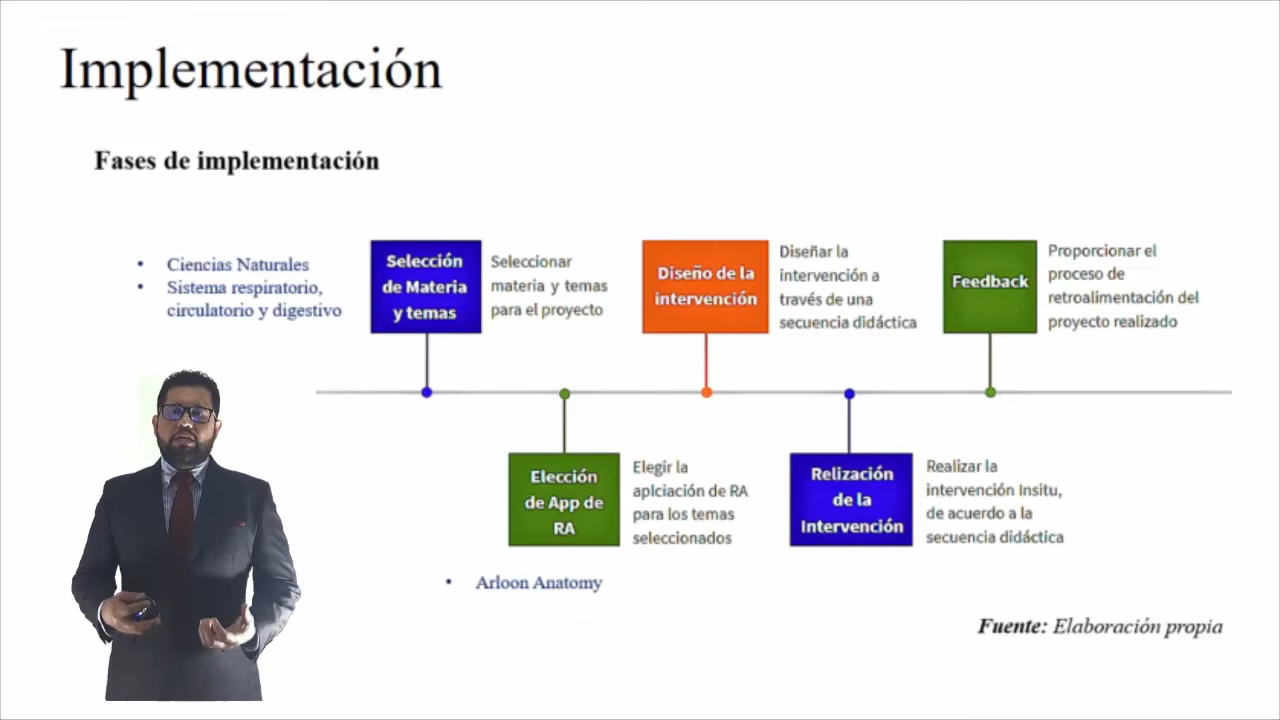 Implementación
Fases de implementación
• Ciencias Naturales
• Sistema respiratorio,
circulatorio y digestivo
Selección
de Materia
y temas
Seleccionar
materia y temas
para el proyecto
Diseño de la
intervención
Diseñar la
intervención a
través de una
secuencia didáctica
Feedback
Proporcionar el
proceso de
retroalimentación del
proyecto realizado
Elección
de App de
RA
Elegir la
aplciación de RA
para los temas
seleccionados
Relización
de la
Intervención
Realizar la
intervención Insitu,
de acuerdo a la
secuencia didáctica
• Arloon Anatomy
Fuente: Elaboración propia